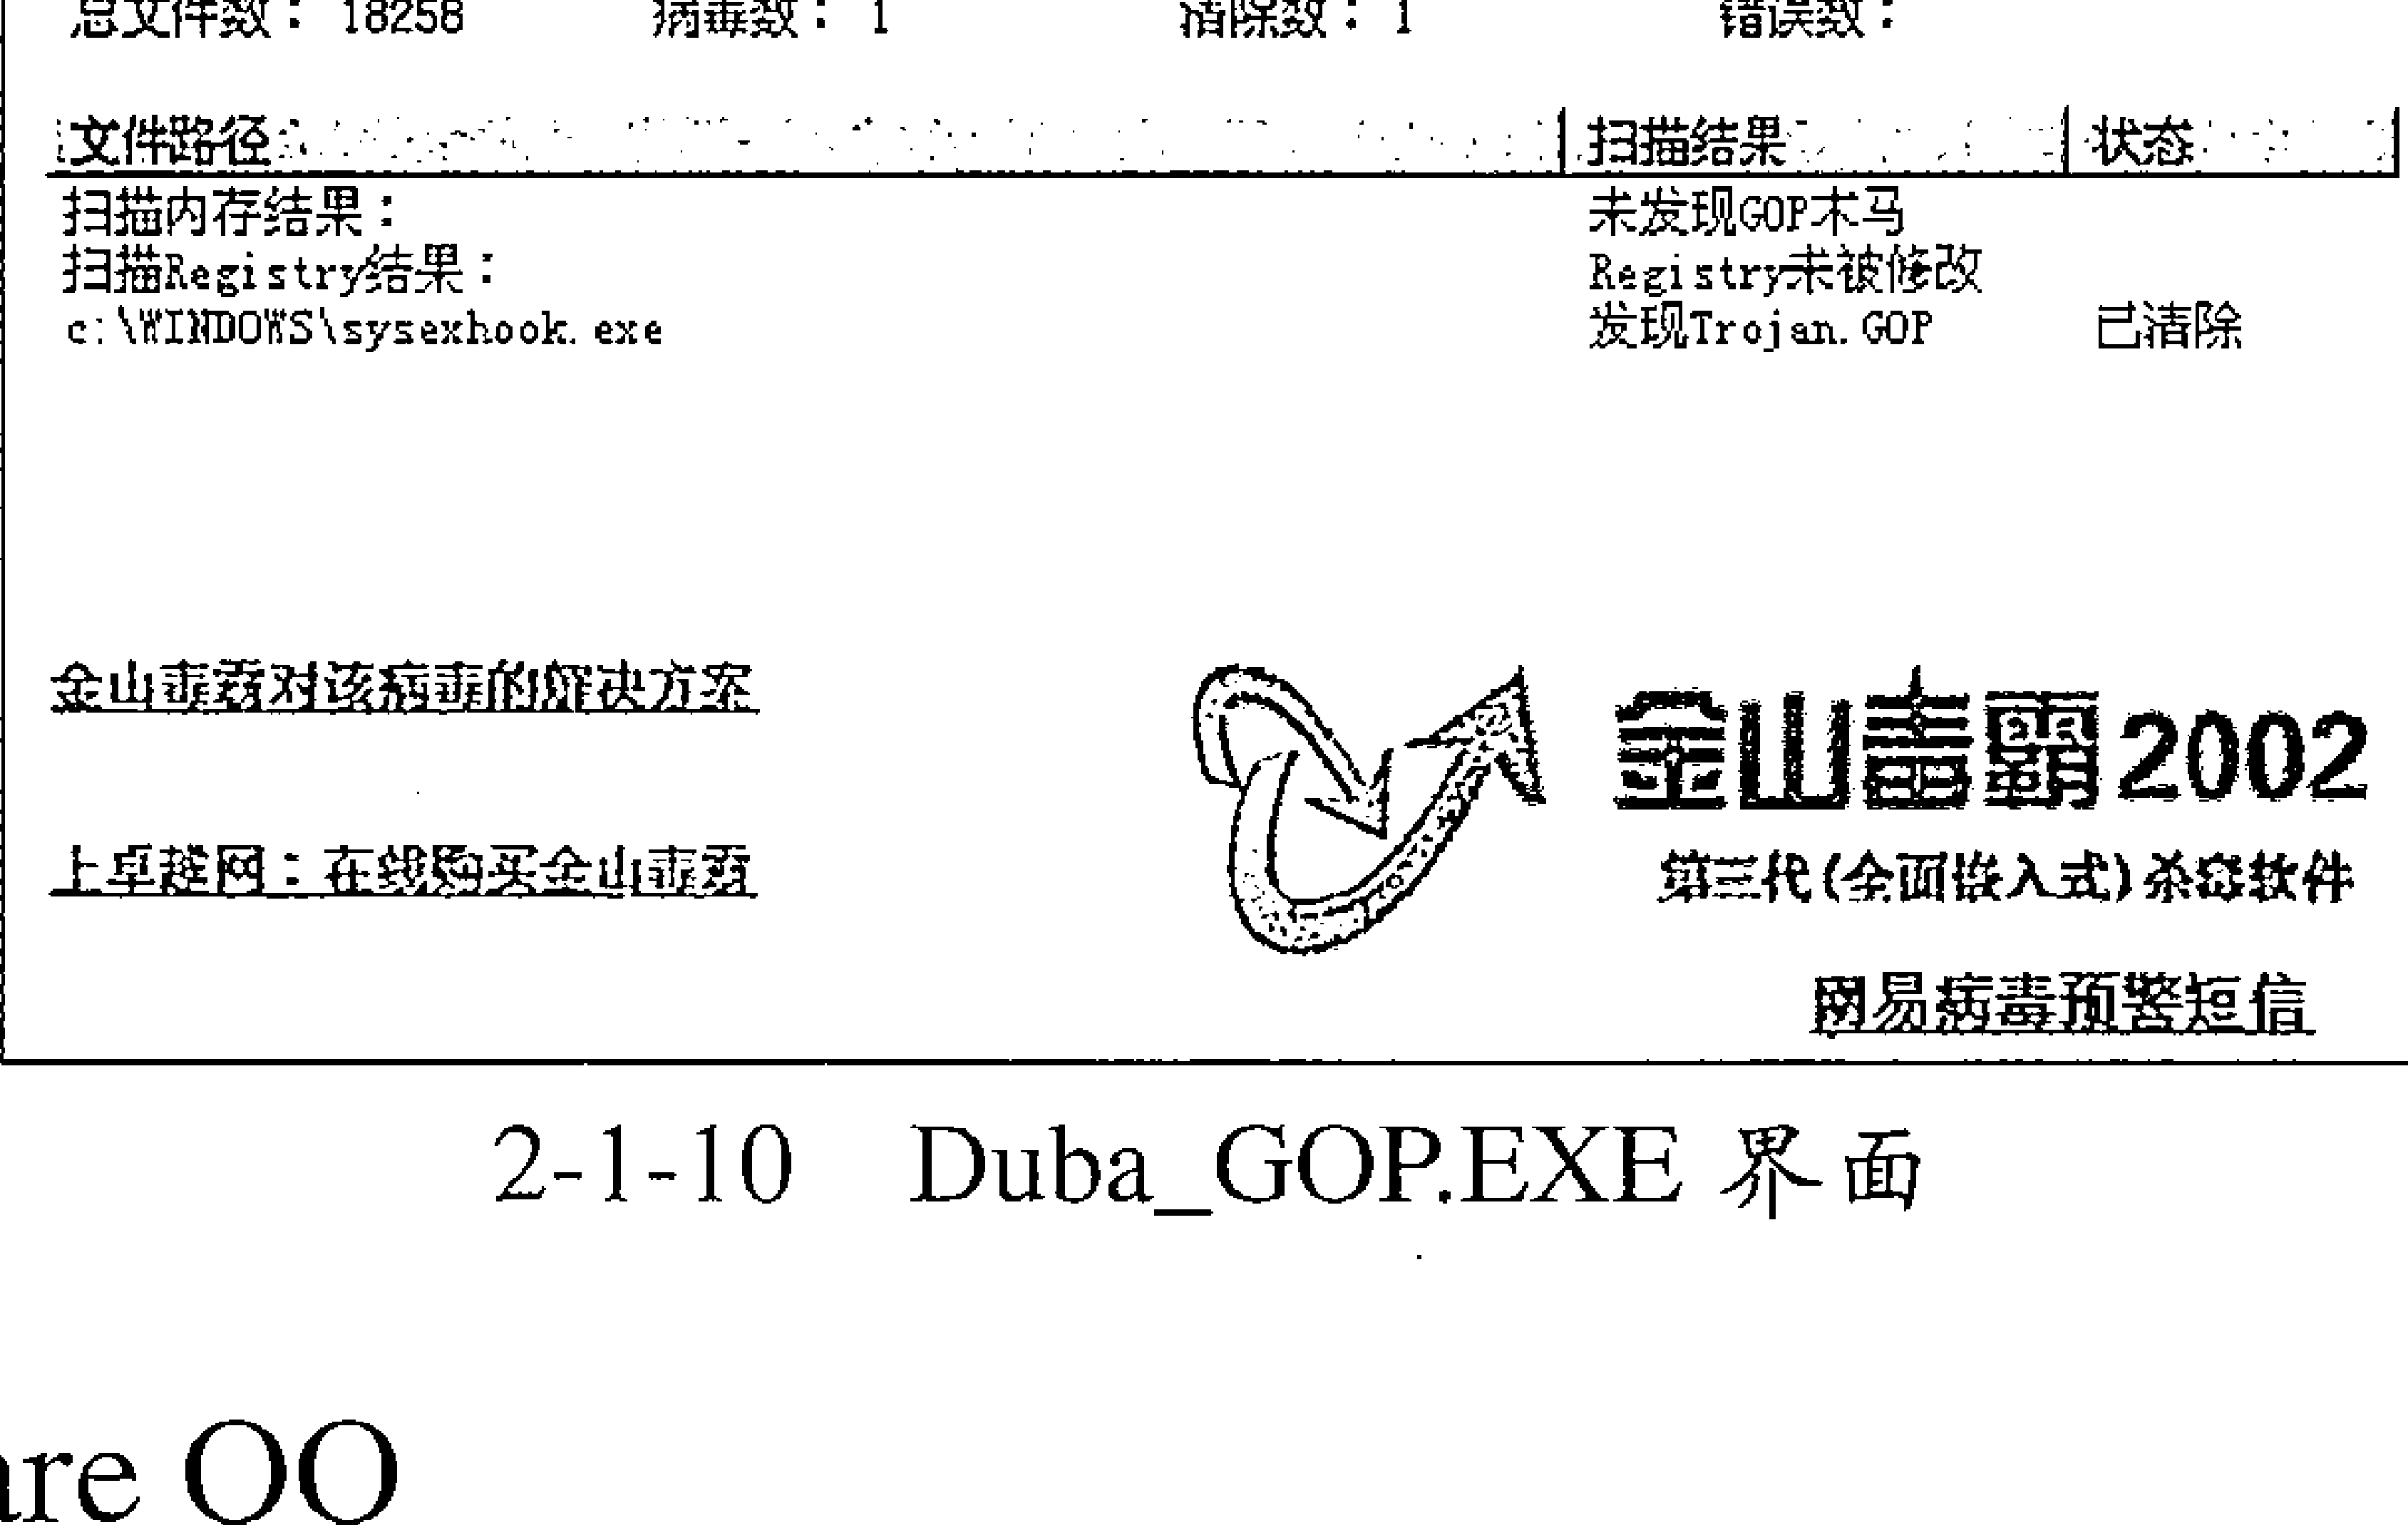 总文件数： 18258 病毒数： 1 清除数： 1 错误数：
文件路径 扫描结果 状态
扫描内存结果： 未发现GOP木马
扫描Registry结果： Registry未被修改
c:\WINDOWS\sysexhook.exe 发现Trojan.GOP 已清除
金山毒霸对该病毒的解决方案
金山毒霸2002
上卓越网：在线购买金山毒霸
第三代(全面嵌入式)杀毒软件
网易病毒预警短信
2-1-10 Duba_GOP.EXE 界面
are OO